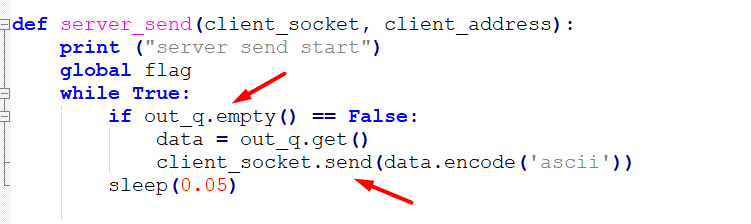 def server_send(client_socket, client_address):
    print ("server send start")
    global flag
    while True:
        if out_q.empty() == False:
            data = out_q.get()
            client_socket.send(data.encode('ascii'))
        sleep(0.05)